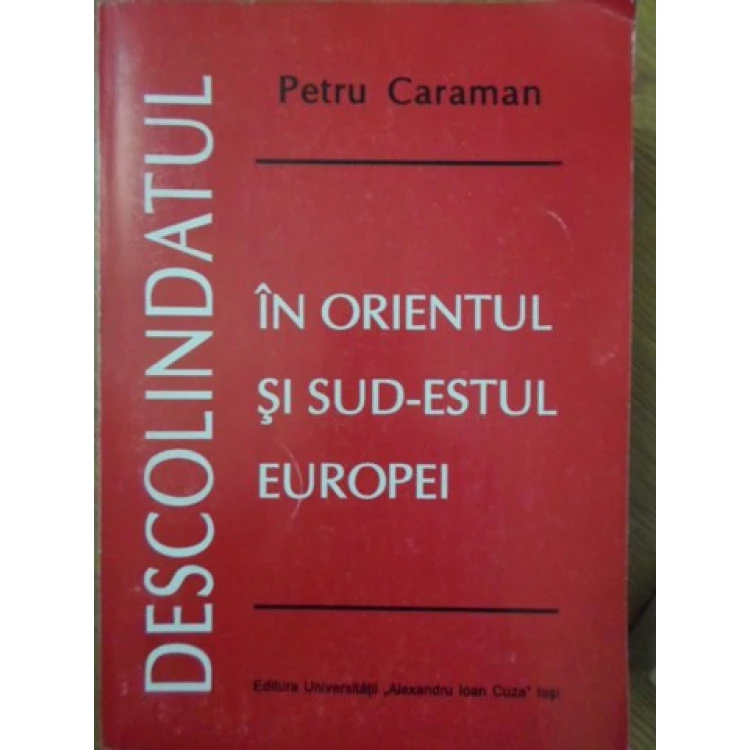 Petru Caraman
DESCOLINDATUL
ÎN ORIENTUL
ŞI SUD-ESTUL
EUROPEI
Editura Universităţii „Alexandru Ioan Cuza" Iaşi